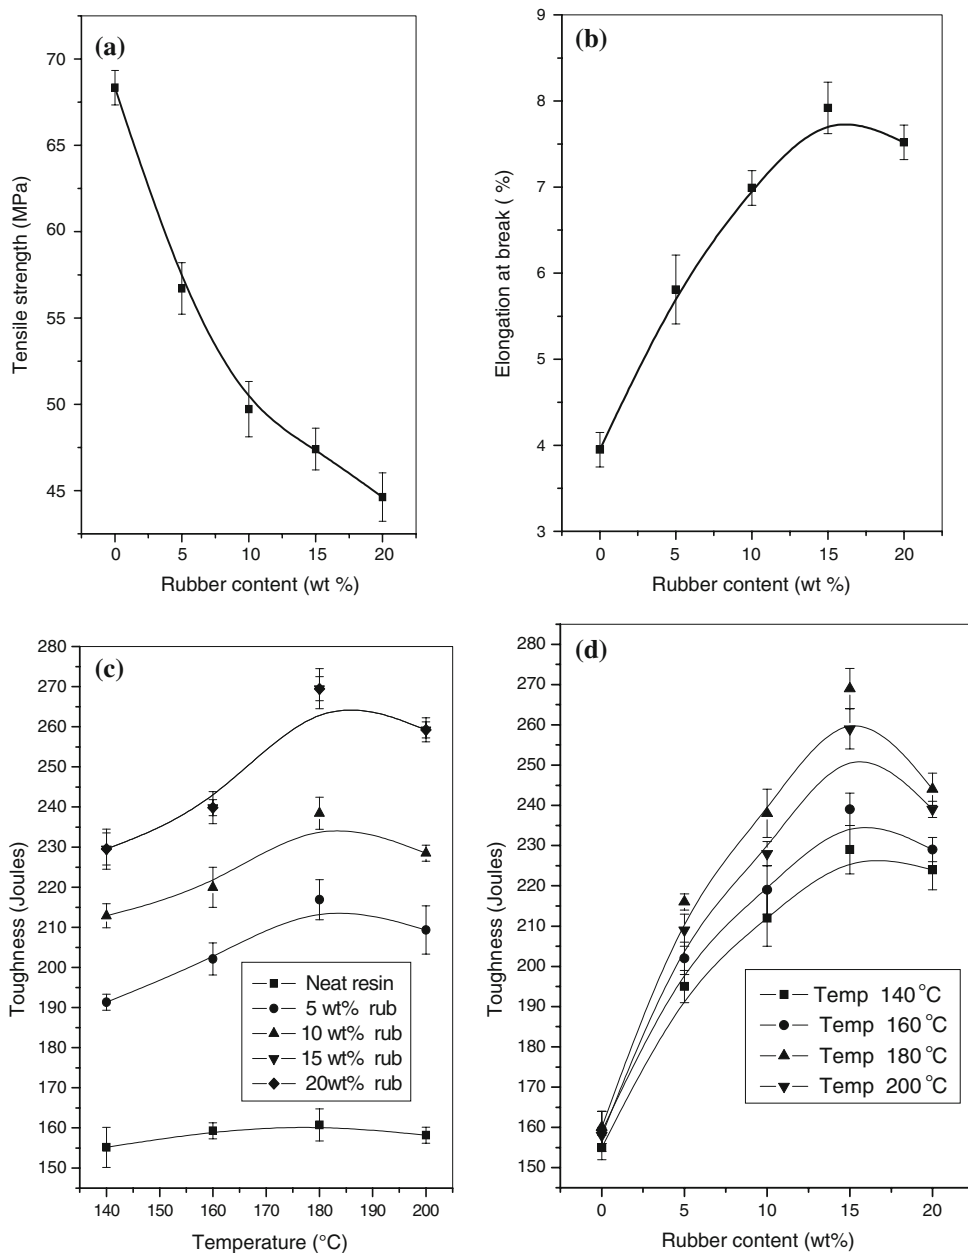 (a)
70
65
60
55
50
45
Tensile strength (MPa)
0 5 10 15 20
Rubber content (wt %)
(b)
9
8
7
6
5
4
3
Elongation at break ( %)
0 5 10 15 20
Rubber content (wt %)
(c)
280
270
260
250
240
230
220
210
200
190
180
170
160
150
Toughness (Joules)
Neat resin
5 wt% rub
10 wt% rub
15 wt% rub
20wt% rub
140 150 160 170 180 190 200
Temperature (°C)
(d)
280
270
260
250
240
230
220
210
200
190
180
170
160
150
Toughness (Joules)
Temp 140 °C
Temp 160 °C
Temp 180 °C
Temp 200 °C
0 5 10 15 20
Rubber content (wt%)